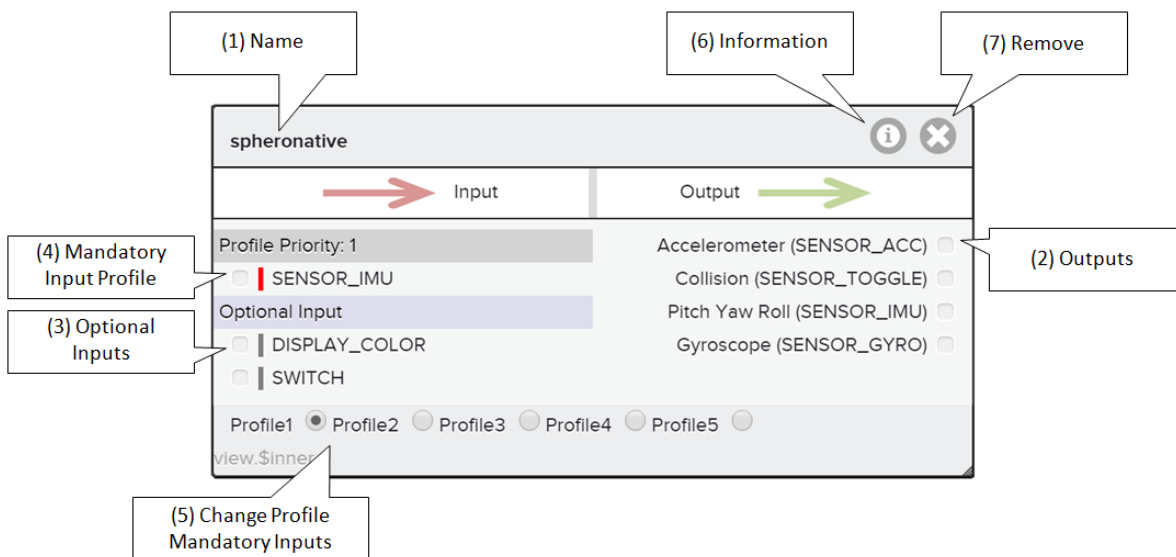 (1) Name
(6) Information
(7) Remove
spheronative
Input
Output
(4) Mandatory
Input Profile
Profile Priority: 1
SENSOR_IMU
Optional Input
(3) Optional
Inputs
DISPLAY_COLOR
SWITCH
Accelerometer (SENSOR_ACC)
Collision (SENSOR_TOGGLE)
Pitch Yaw Roll (SENSOR_IMU)
Gyroscope (SENSOR_GYRO)
(2) Outputs
Profile1 Profile2 Profile3 Profile4 Profile5
view.$inner
(5) Change Profile
Mandatory Inputs